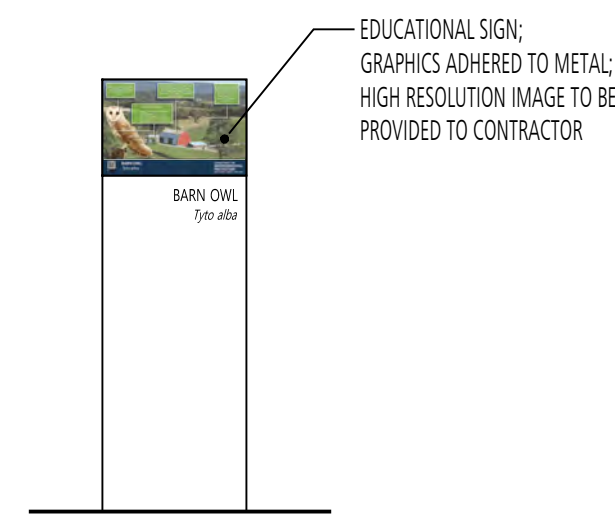 EDUCATIONAL SIGN;
GRAPHICS ADHERED TO METAL;
HIGH RESOLUTION IMAGE TO BE
PROVIDED TO CONTRACTOR
BARN OWL
Tyto alba